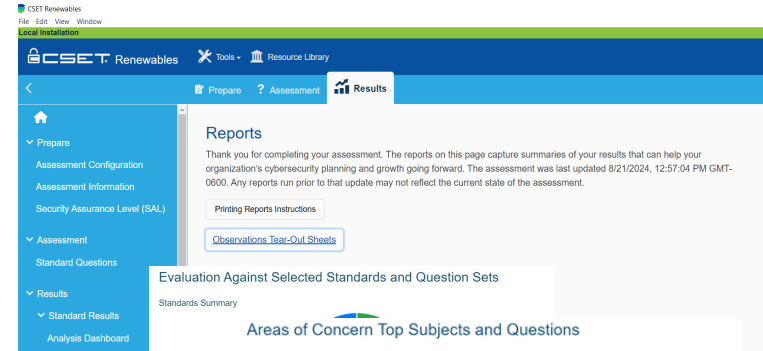 CSET Renewables
File Edit View Window
Local Installation
CSET Renewables Tools Resource Library
Prepare ? Assessment Results
Prepare
Assessment Configuration
Assessment Information
Security Assurance Level (SAL)
Assessment
Standard Questions
Results
Standard Results
Analysis Dashboard
Reports
Thank you for completing your assessment. The reports on this page capture summaries of your results that can help your
organization's cybersecurity planning and growth going forward. The assessment was last updated 8/21/2024, 12:57:04 PM GMT-
0600. Any reports run prior to that update may not reflect the current state of the assessment.
Printing Reports Instructions
Observations Tear-Out Sheets
Evaluation Against Selected Standards and Question Sets
Standards Summary
Areas of Concern Top Subjects and Questions